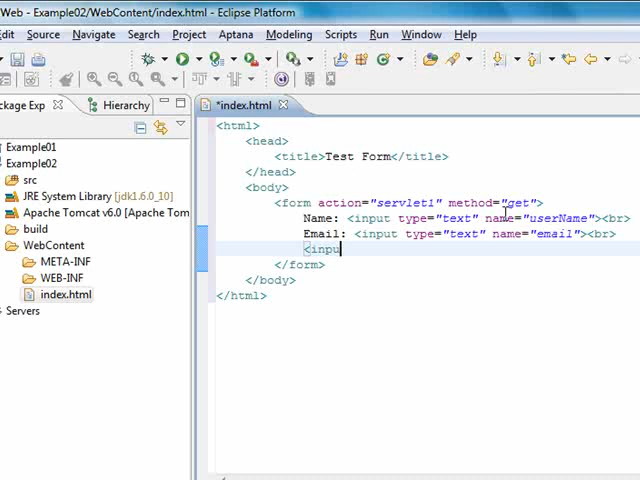 Web - Example02/WebContent/index.html - Eclipse Platform
Edit Source Navigate Search Project Aptana Modeling Scripts Run Window Help
Package Exp Hierarchy *index.html
Example01
Example02
src
JRE System Library [jdk1.6.0_10]
Apache Tomcat v6.0 [Apache Tom
build
WebContent
META-INF
WEB-INF
index.html
Servers
<html>
<head>
<title>Test Form</title>
</head>
<body>
<form action="servlet1" method="get">
Name: <input type="text" name="userName"><br>
Email: <input type="text" name="email"><br>
<inpu
</form>
</body>
</html>